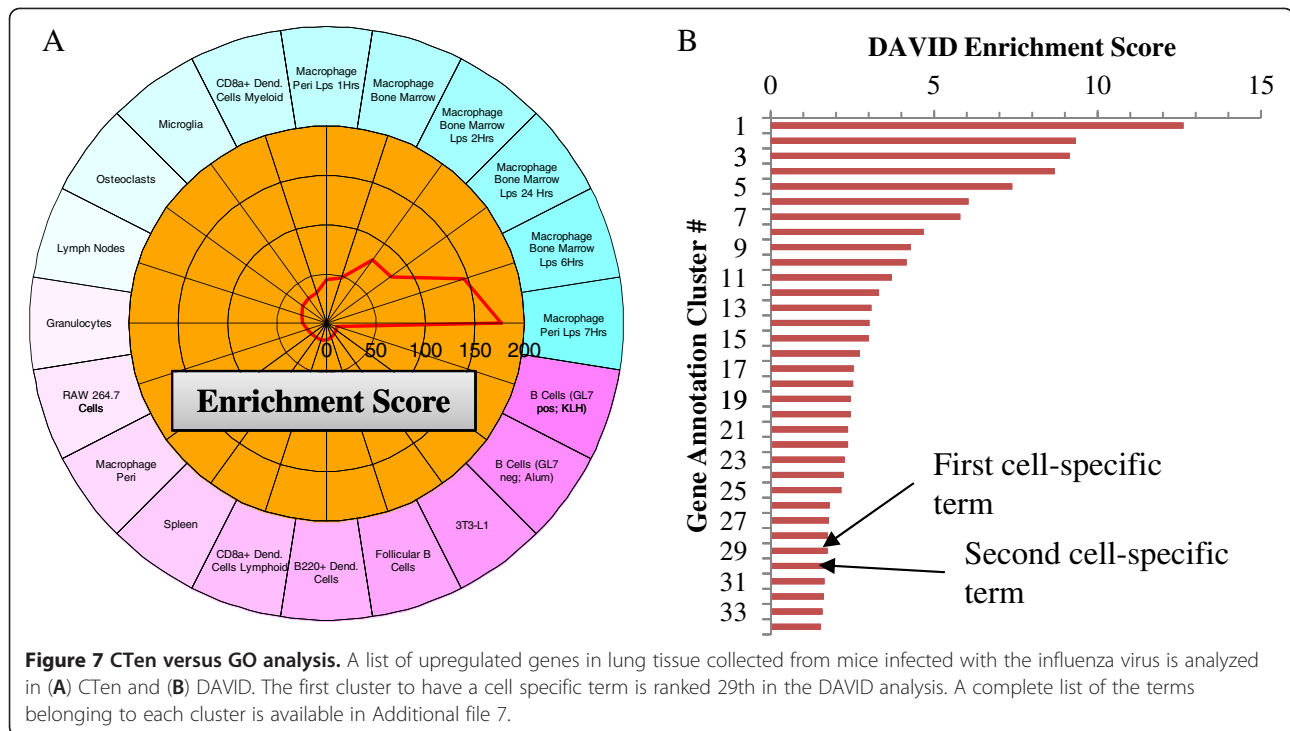 A
Macrophage
Peri Lps 1Hrs
Macrophage
Bone Marrow
Macrophage
Bone Marrow
Lps 2Hrs
Macrophage
Bone Marrow
Lps 24 Hrs
Macrophage
Bone Marrow
Lps 6Hrs
Macrophage
Peri Lps 7Hrs
B Cells (GL7
pos; KLH)
B Cells (GL7
neg; Alum)
3T3-L1
Follicular B
Cells
B220+ Dend.
Cells
CD8a+ Dend.
Cells Lymphoid
Spleen
Macrophage
Peri
RAW 264.7
Cells
Granulocytes
Lymph Nodes
Osteoclasts
Microglia
CD8a+ Dend.
Cells Myeloid
0 50 100 150 200
Enrichment Score
B
DAVID Enrichment Score
0 5 10 15
Gene Annotation Cluster #
1
3
5
7
9
11
13
15
17
19
21
23
25
27
29
31
33
First cell-specific
term
Second cell-specific
term
Figure 7 CTen versus GO analysis. A list of upregulated genes in lung tissue collected from mice infected with the influenza virus is analyzed
in (A) CTen and (B) DAVID. The first cluster to have a cell specific term is ranked 29th in the DAVID analysis. A complete list of the terms
belonging to each cluster is available in Additional file 7.